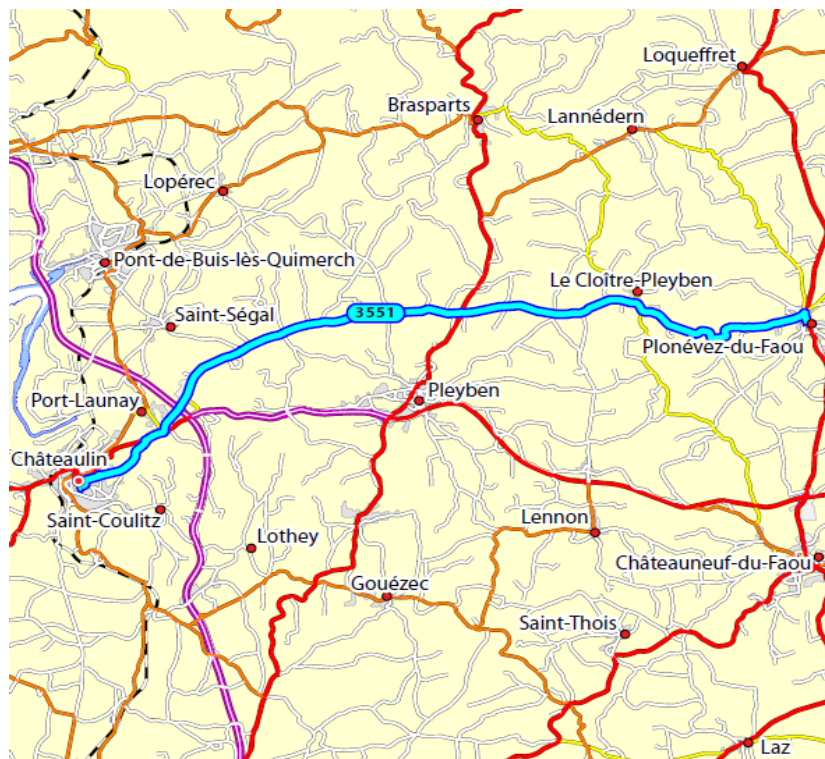 Loqueffret
Brasparts
Lannédern
Lopérec
Pont-de-Buis-lès-Quimerch
Le Cloître-Pleyben
Saint-Ségal
3551
Plonévez-du-Faou
Port-Launay
Pleyben
Châteaulin
Saint-Coulitz
Lennon
Lothey
Châteauneuf-du-Faou
Gouézec
Saint-Thois
Laz